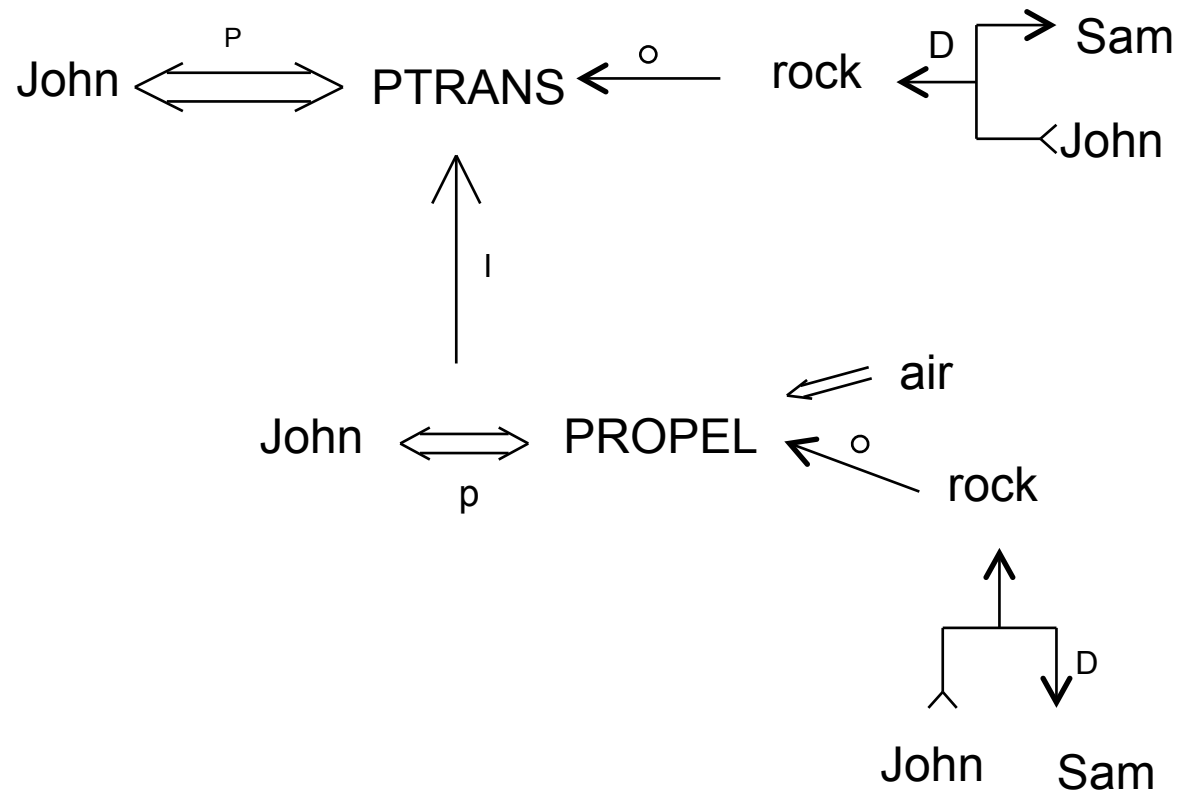 P
John PTRANS o rock D Sam
John
I
air
John PROPEL o
p rock
D
John Sam